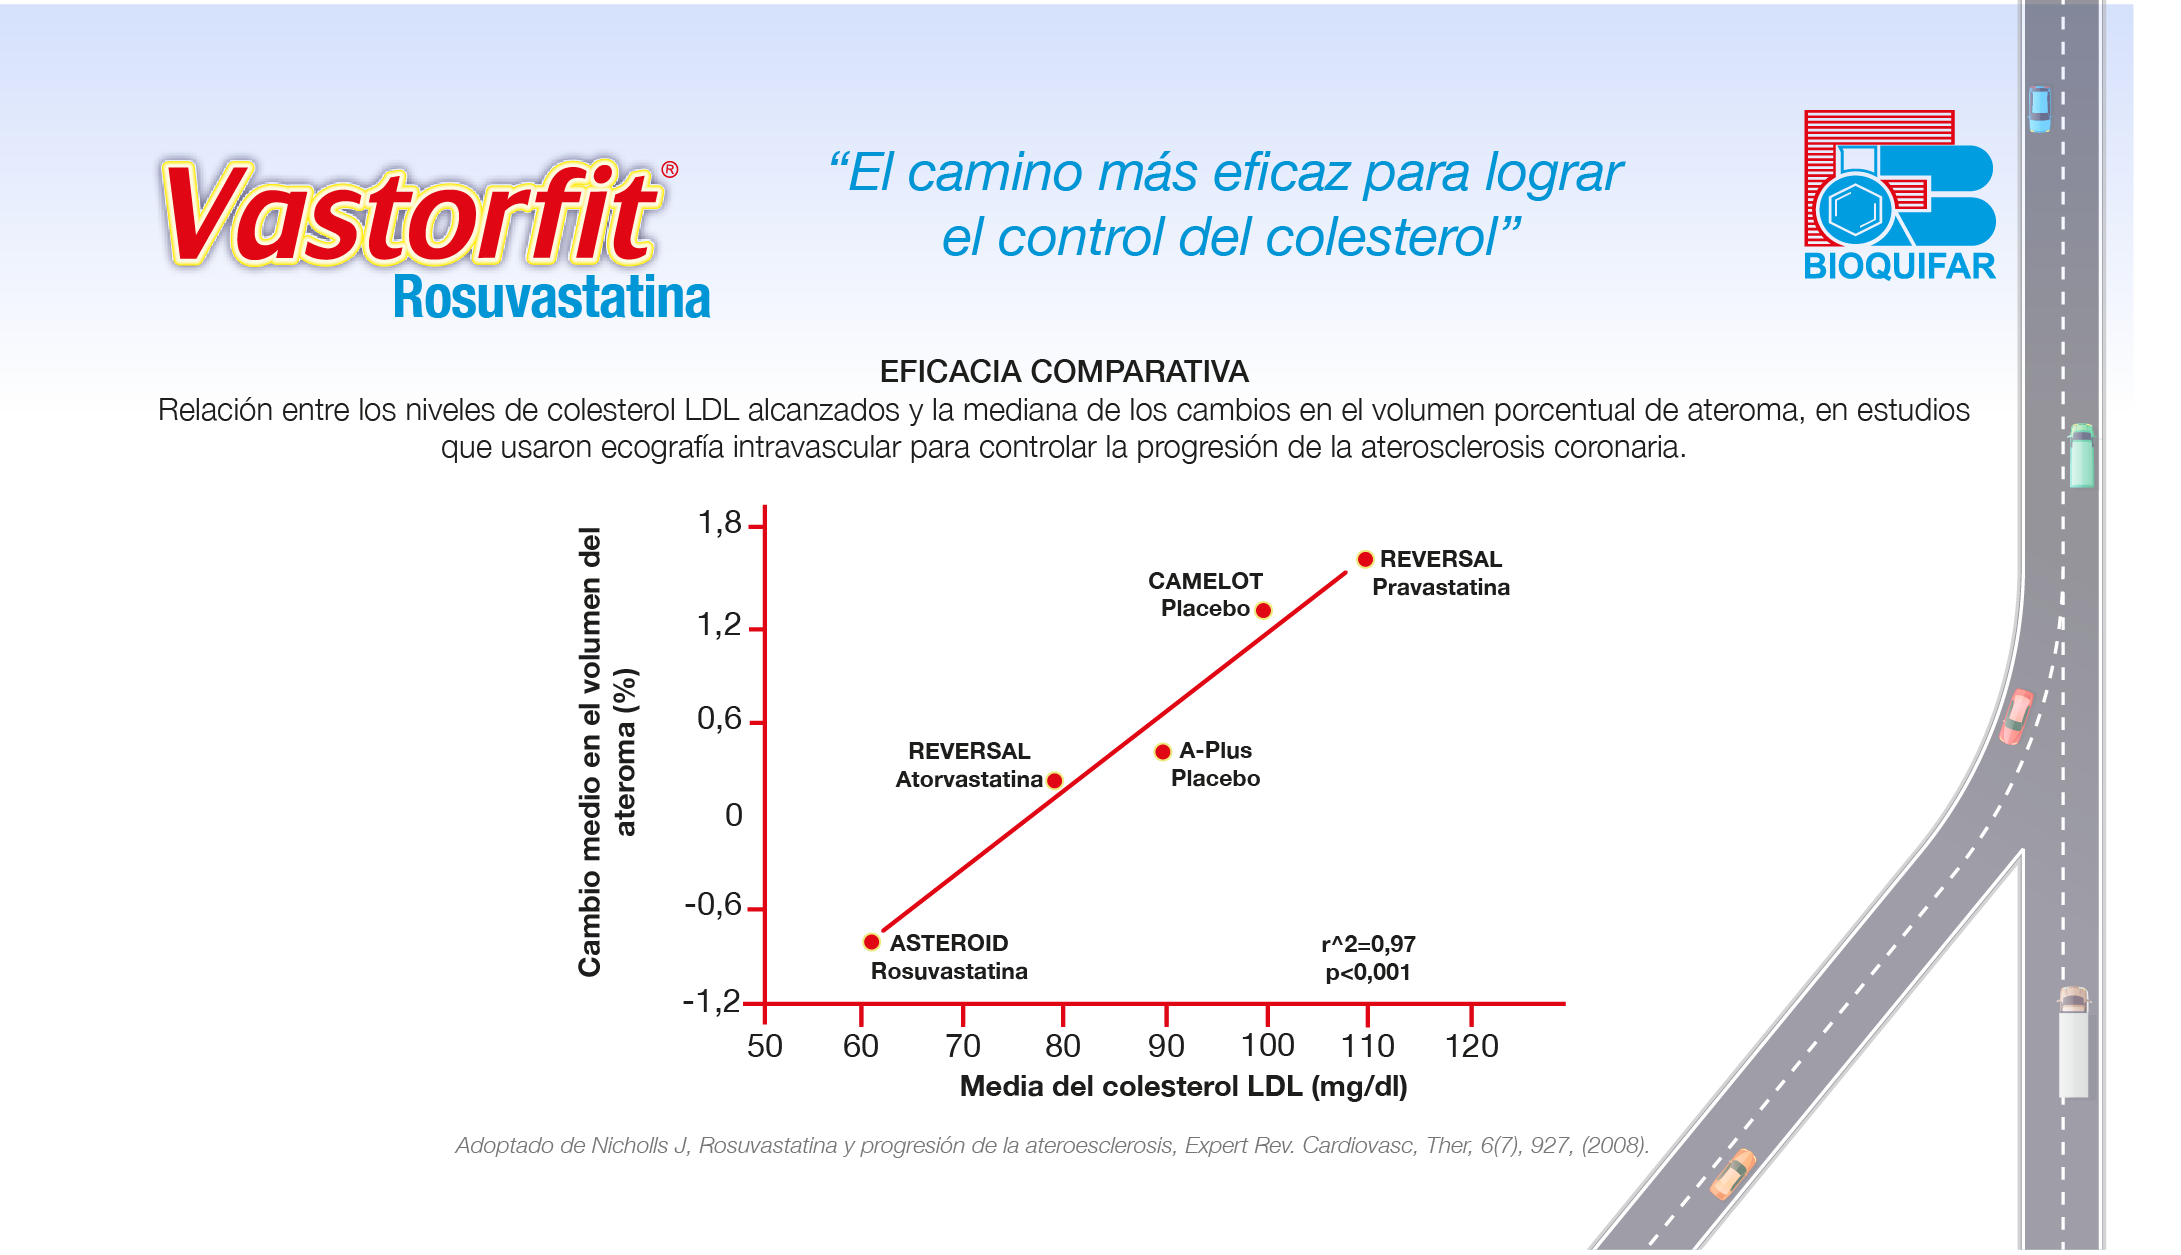 Vastorfit®
Rosuvastatina
“El camino más eficaz para lograr
el control del colesterol”
BIOQUIFAR
EFICACIA COMPARATIVA
Relación entre los niveles de colesterol LDL alcanzados y la mediana de los cambios en el volumen porcentual de ateroma, en estudios
que usaron ecografía intravascular para controlar la progresión de la aterosclerosis coronaria.
Cambio medio en el volumen del
ateroma (%)
1,8
1,2
0,6
0
-0,6
-1,2
REVERSAL
Pravastatina
CAMELOT
Placebo
A-Plus
Placebo
REVERSAL
Atorvastatina
ASTEROID
Rosuvastatina
r^2=0,97
p<0,001
50 60 70 80 90 100 110 120
Media del colesterol LDL (mg/dl)
Adoptado de Nicholls J, Rosuvastatina y progresión de la ateroesclerosis, Expert Rev. Cardiovasc, Ther, 6(7), 927, (2008).